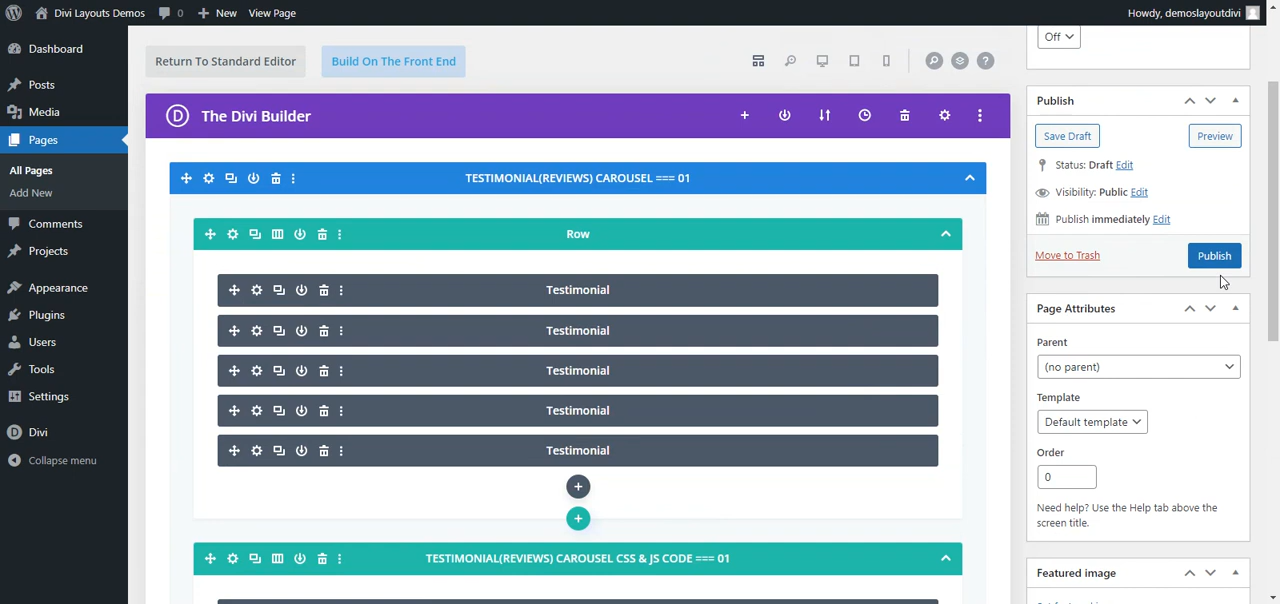 Divi Layouts Demos
0
New
View Page
Howdy, demoslayoutdivi
Dashboard
Posts
Media
Pages
All Pages
Add New
Comments
Projects
Appearance
Plugins
Users
Tools
Settings
Divi
Collapse menu
Return To Standard Editor
Build On The Front End
?
D The Divi Builder
TESTIMONIAL(REVIEWS) CAROUSEL === 01
Row
Testimonial
Testimonial
Testimonial
Testimonial
Testimonial
TESTIMONIAL(REVIEWS) CAROUSEL CSS & JS CODE === 01
Off
Publish
Save Draft
Preview
Status: Draft Edit
Visibility: Public Edit
Publish immediately Edit
Move to Trash
Publish
Page Attributes
Parent
(no parent)
Template
Default template
Order
0
Need help? Use the Help tab above the
screen title.
Featured image